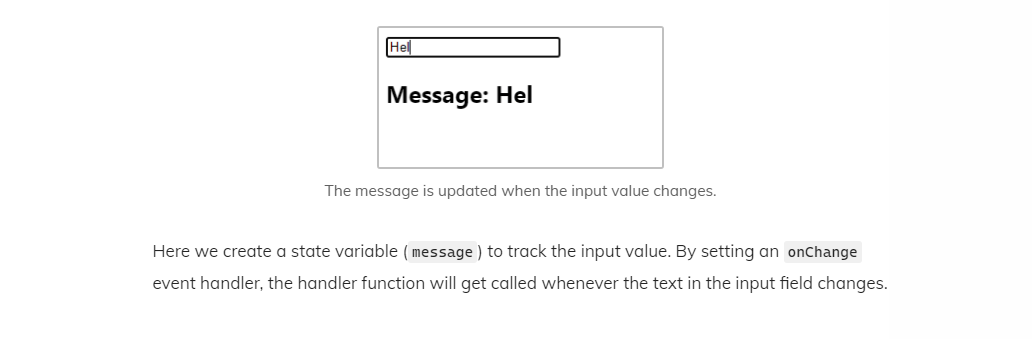 Hel
Message: Hel
The message is updated when the input value changes.
Here we create a state variable (message) to track the input value. By setting an onChange
event handler, the handler function will get called whenever the text in the input field changes.